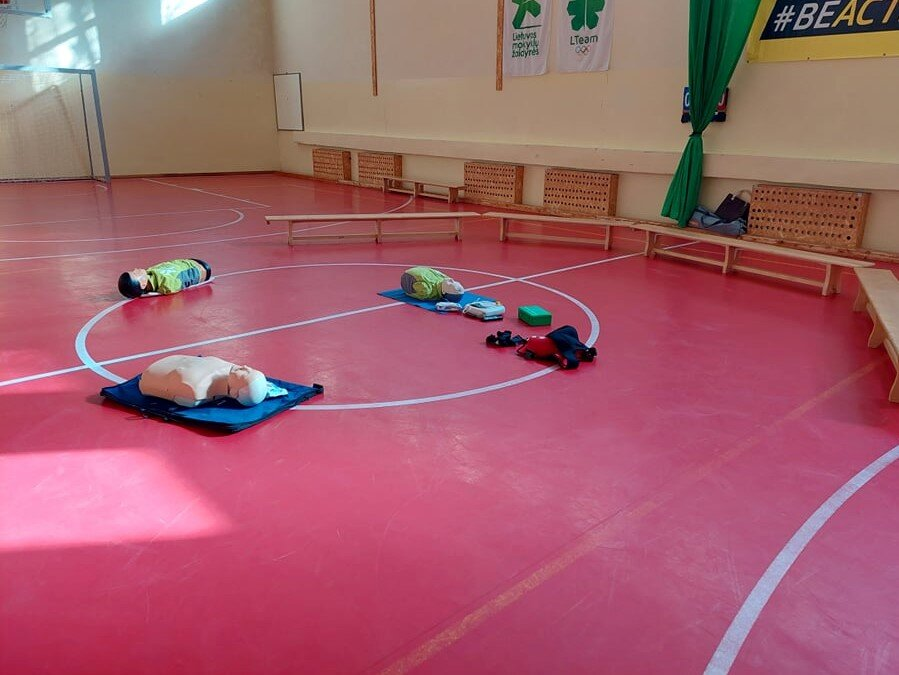 Lietuvos
mokyklų
žaidynės
LTeam
#BEACT